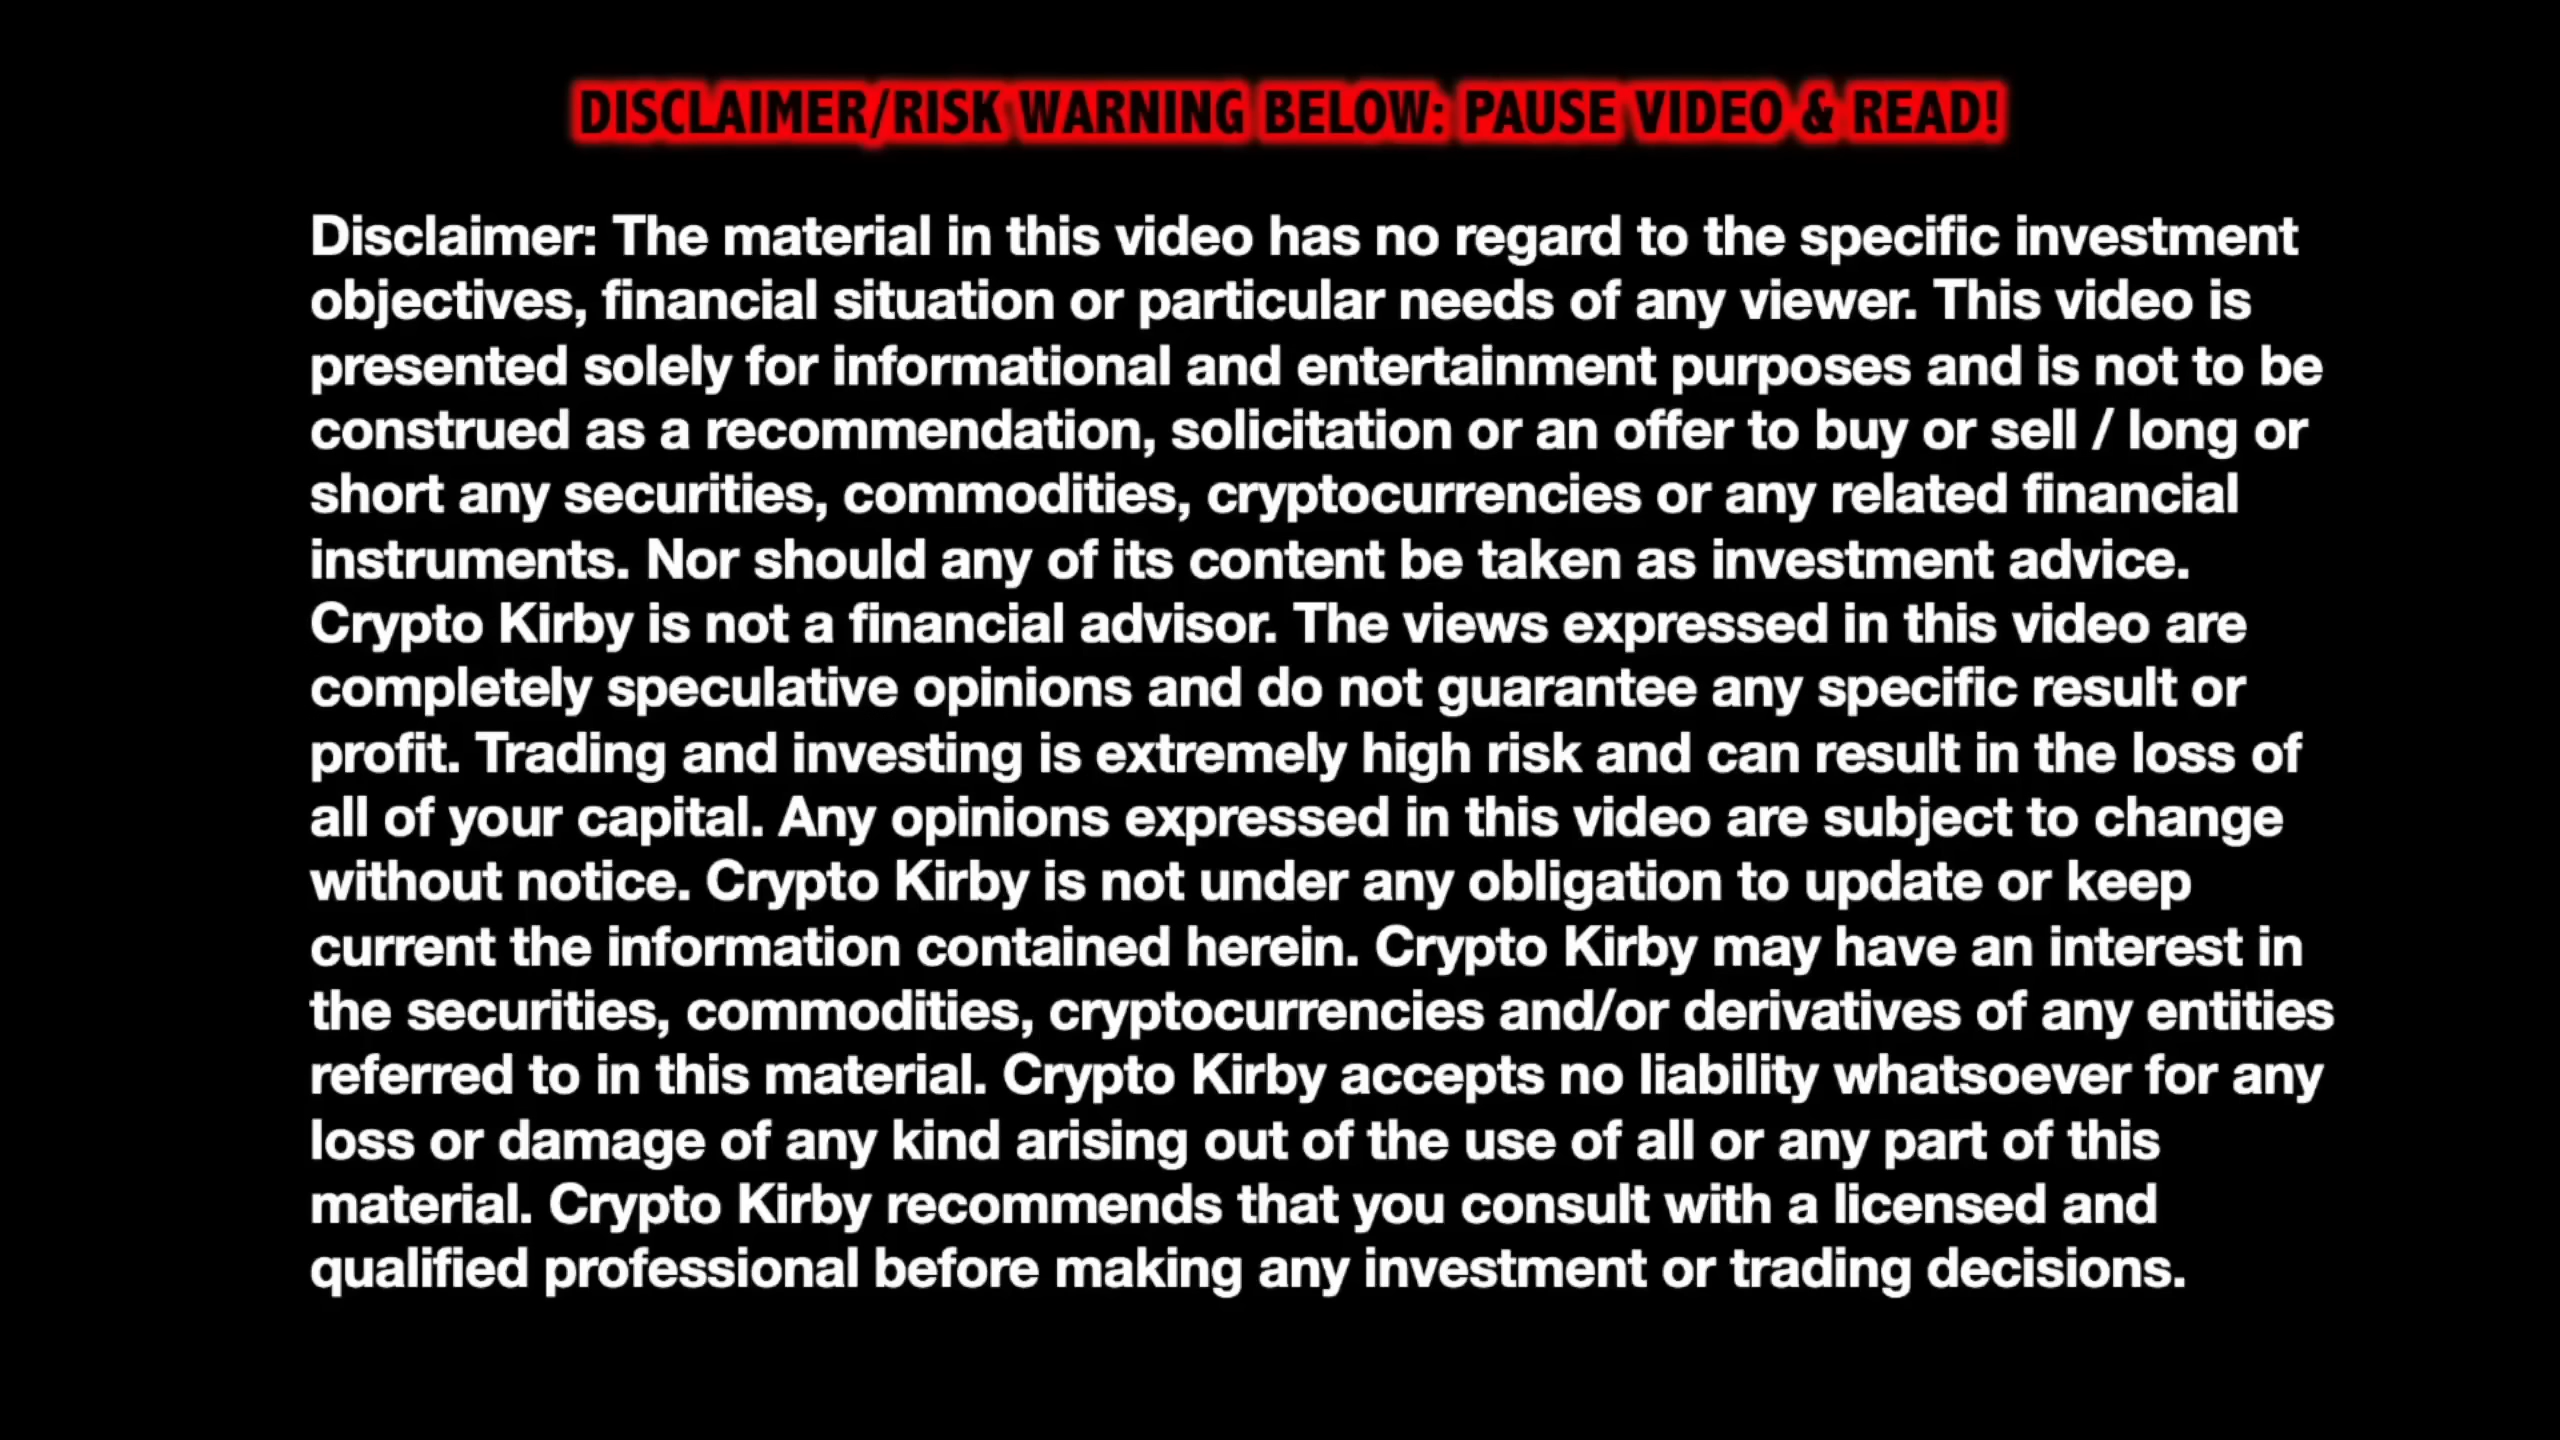 DISCLAIMER/RISK WARNING BELOW: PAUSE VIDEO & READ!
Disclaimer: The material in this video has no regard to the specific investment
objectives, financial situation or particular needs of any viewer. This video is
presented solely for informational and entertainment purposes and is not to be
construed as a recommendation, solicitation or an offer to buy or sell / long or
short any securities, commodities, cryptocurrencies or any related financial
instruments. Nor should any of its content be taken as investment advice.
Crypto Kirby is not a financial advisor. The views expressed in this video are
completely speculative opinions and do not guarantee any specific result or
profit. Trading and investing is extremely high risk and can result in the loss of
all of your capital. Any opinions expressed in this video are subject to change
without notice. Crypto Kirby is not under any obligation to update or keep
current the information contained herein. Crypto Kirby may have an interest in
the securities, commodities, cryptocurrencies and/or derivatives of any entities
referred to in this material. Crypto Kirby accepts no liability whatsoever for any
loss or damage of any kind arising out of the use of all or any part of this
material. Crypto Kirby recommends that you consult with a licensed and
qualified professional before making any investment or trading decisions.